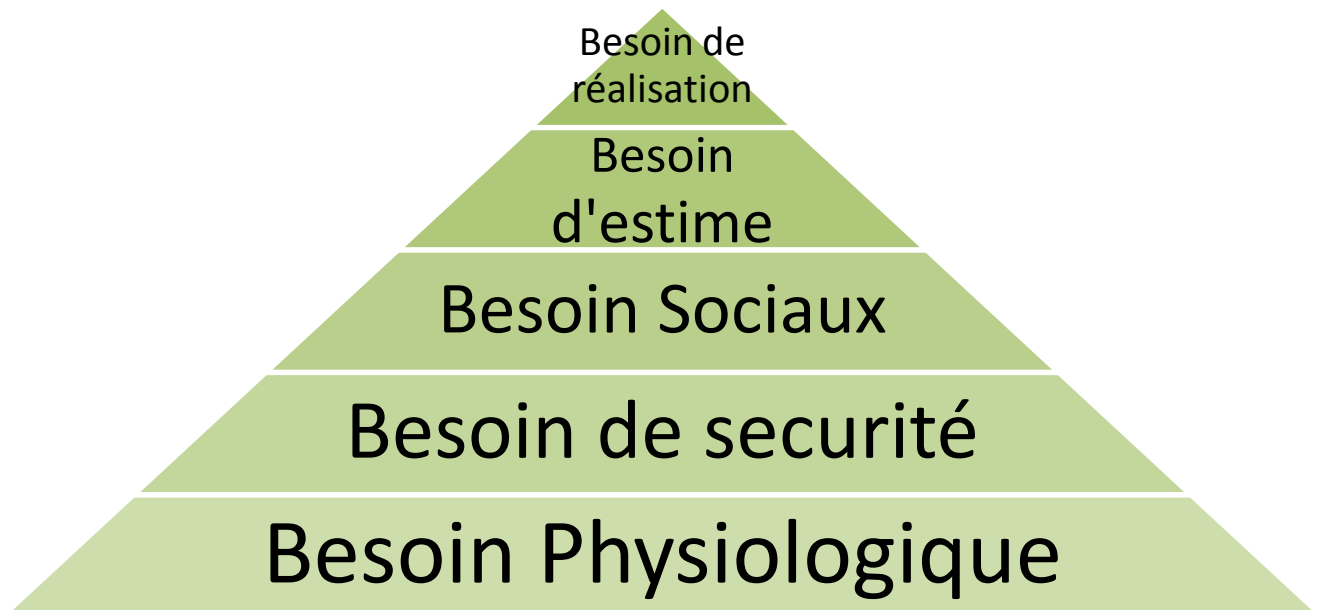 Besoin de
réalisation
Besoin
d'estime
Besoin Sociaux
Besoin de securité
Besoin Physiologique